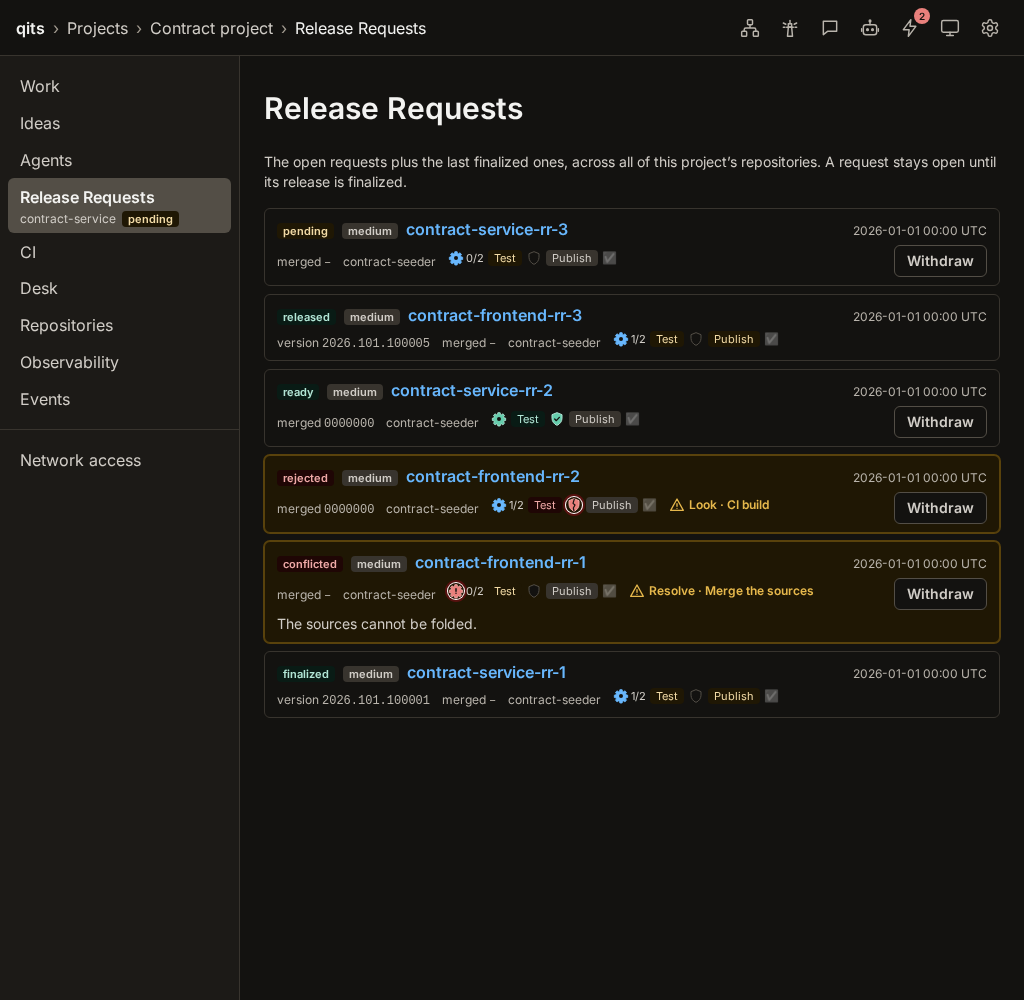 qits › Projects › Contract project › Release Requests
2
Work
Ideas
Agents
Release Requests
contract-service pending
CI
Desk
Repositories
Observability
Events
Network access
Release Requests
The open requests plus the last finalized ones, across all of this project's repositories. A request stays open until
its release is finalized.
pending medium contract-service-rr-3 2026-01-01 00:00 UTC
merged – contract-seeder 0/2 Test Publish Withdraw
released medium contract-frontend-rr-3 2026-01-01 00:00 UTC
version 2026.101.100005 merged – contract-seeder 1/2 Test Publish
ready medium contract-service-rr-2 2026-01-01 00:00 UTC
merged 0000000 contract-seeder Test Publish Withdraw
rejected medium contract-frontend-rr-2 2026-01-01 00:00 UTC
merged 0000000 contract-seeder 1/2 Test Publish Look · CI build Withdraw
conflicted medium contract-frontend-rr-1 2026-01-01 00:00 UTC
merged – contract-seeder 0/2 Test Publish Resolve · Merge the sources Withdraw
The sources cannot be folded.
finalized medium contract-service-rr-1 2026-01-01 00:00 UTC
version 2026.101.100001 merged – contract-seeder 1/2 Test Publish